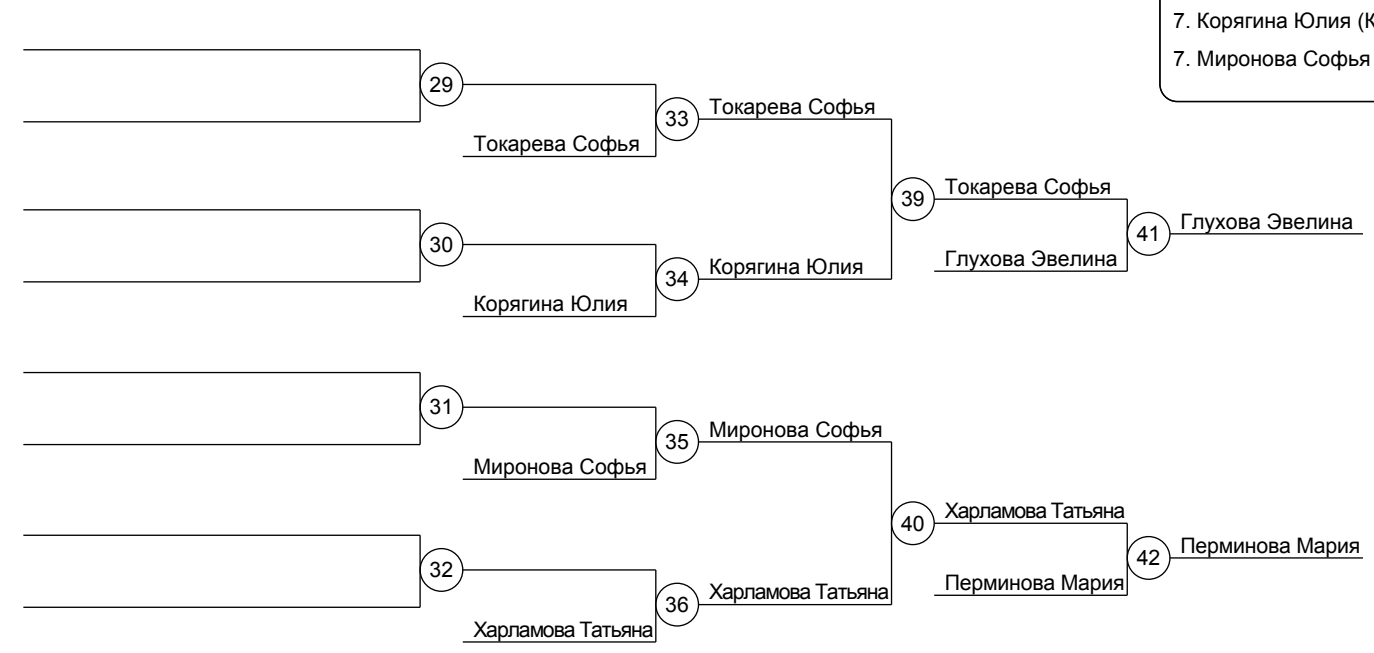 7. Корягина Юлия (К
7. Миронова Софья
29
33
Токарева Софья
Токарева Софья
39
Токарева Софья
41
Глухова Эвелина
30
Глухова Эвелина
34
Корягина Юлия
Корягина Юлия
31
35
Миронова Софья
Миронова Софья
40
Харламова Татьяна
42
Перминова Мария
32
Перминова Мария
36
Харламова Татьяна
Харламова Татьяна